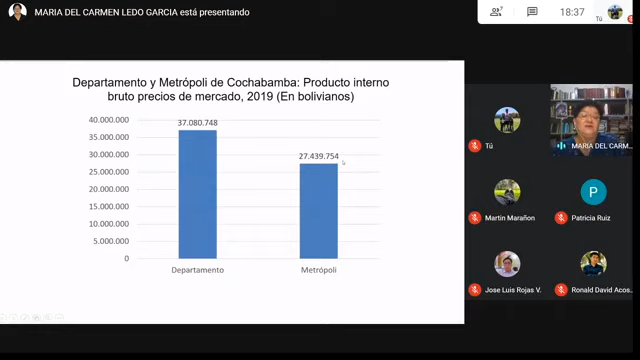 MARIA DEL CARMEN LEDO GARCIA está presentando
7
18:37
Tú
Departamento y Metrópoli de Cochabamba: Producto interno
bruto precios de mercado, 2019 (En bolivianos)
40.000.000
35.000.000
30.000.000
25.000.000
20.000.000
15.000.000
10.000.000
5.000.000
0
37.080.748
27.439.754
Departamento
Metrópoli
Tú
MARIA DEL CARM...
Martin Marañon
P
Patricia Ruiz
Jose Luis Rojas V.
Ronald David Acos...